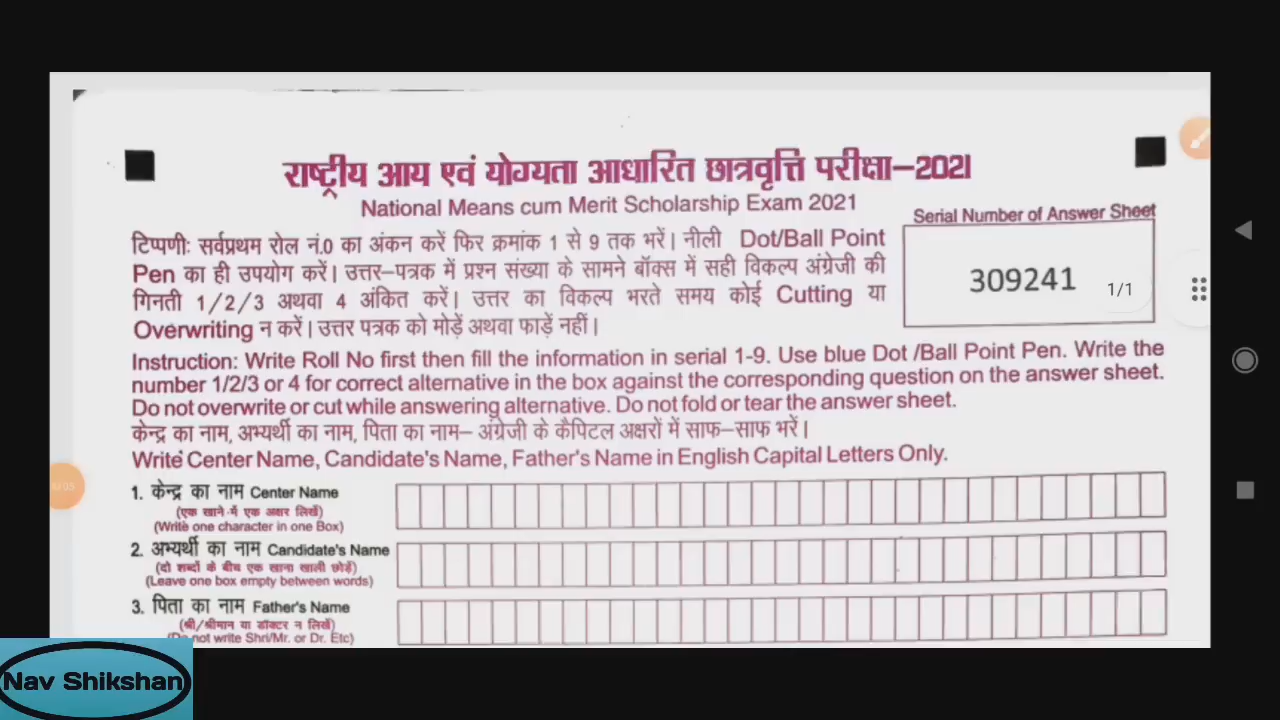 राष्ट्रीय आय एवं योग्यता आधारित छात्रवृत्ति परीक्षा–2021
National Means cum Merit Scholarship Exam 2021
Serial Number of Answer Sheet
309241
1/1
टिप्पणीः सर्वप्रथम रोल नं.0 का अंकन करें फिर क्रमांक 1 से 9 तक भरें। नीली Dot/Ball Point
Pen का ही उपयोग करें। उत्तर–पत्रक में प्रश्न संख्या के सामने बॉक्स में सही विकल्प अंग्रेजी की
गिनती 1/2/3 अथवा 4 अंकित करें। उत्तर का विकल्प भरते समय कोई Cutting या
Overwriting न करें। उत्तर पत्रक को मोड़ें अथवा फाड़ें नहीं।
Instruction: Write Roll No first then fill the information in serial 1-9. Use blue Dot /Ball Point Pen. Write the
number 1/2/3 or 4 for correct alternative in the box against the corresponding question on the answer sheet.
Do not overwrite or cut while answering alternative. Do not fold or tear the answer sheet.
केन्द्र का नाम, अभ्यर्थी का नाम, पिता का नाम– अंग्रेजी के कैपिटल अक्षरों में साफ–साफ भरें।
Write Center Name, Candidate's Name, Father's Name in English Capital Letters Only.
1. केन्द्र का नाम Center Name
(एक खाने में एक अक्षर लिखें)
(Write one character in one Box)
2. अभ्यर्थी का नाम Candidate's Name
(दो शब्दों के बीच एक खाना खाली छोड़ें)
(Leave one box empty between words)
3. पिता का नाम Father's Name
(श्री/श्रीमान या डॉक्टर न लिखें)
(Do not write Shri/Mr. or Dr. Etc)
Nav Shikshan